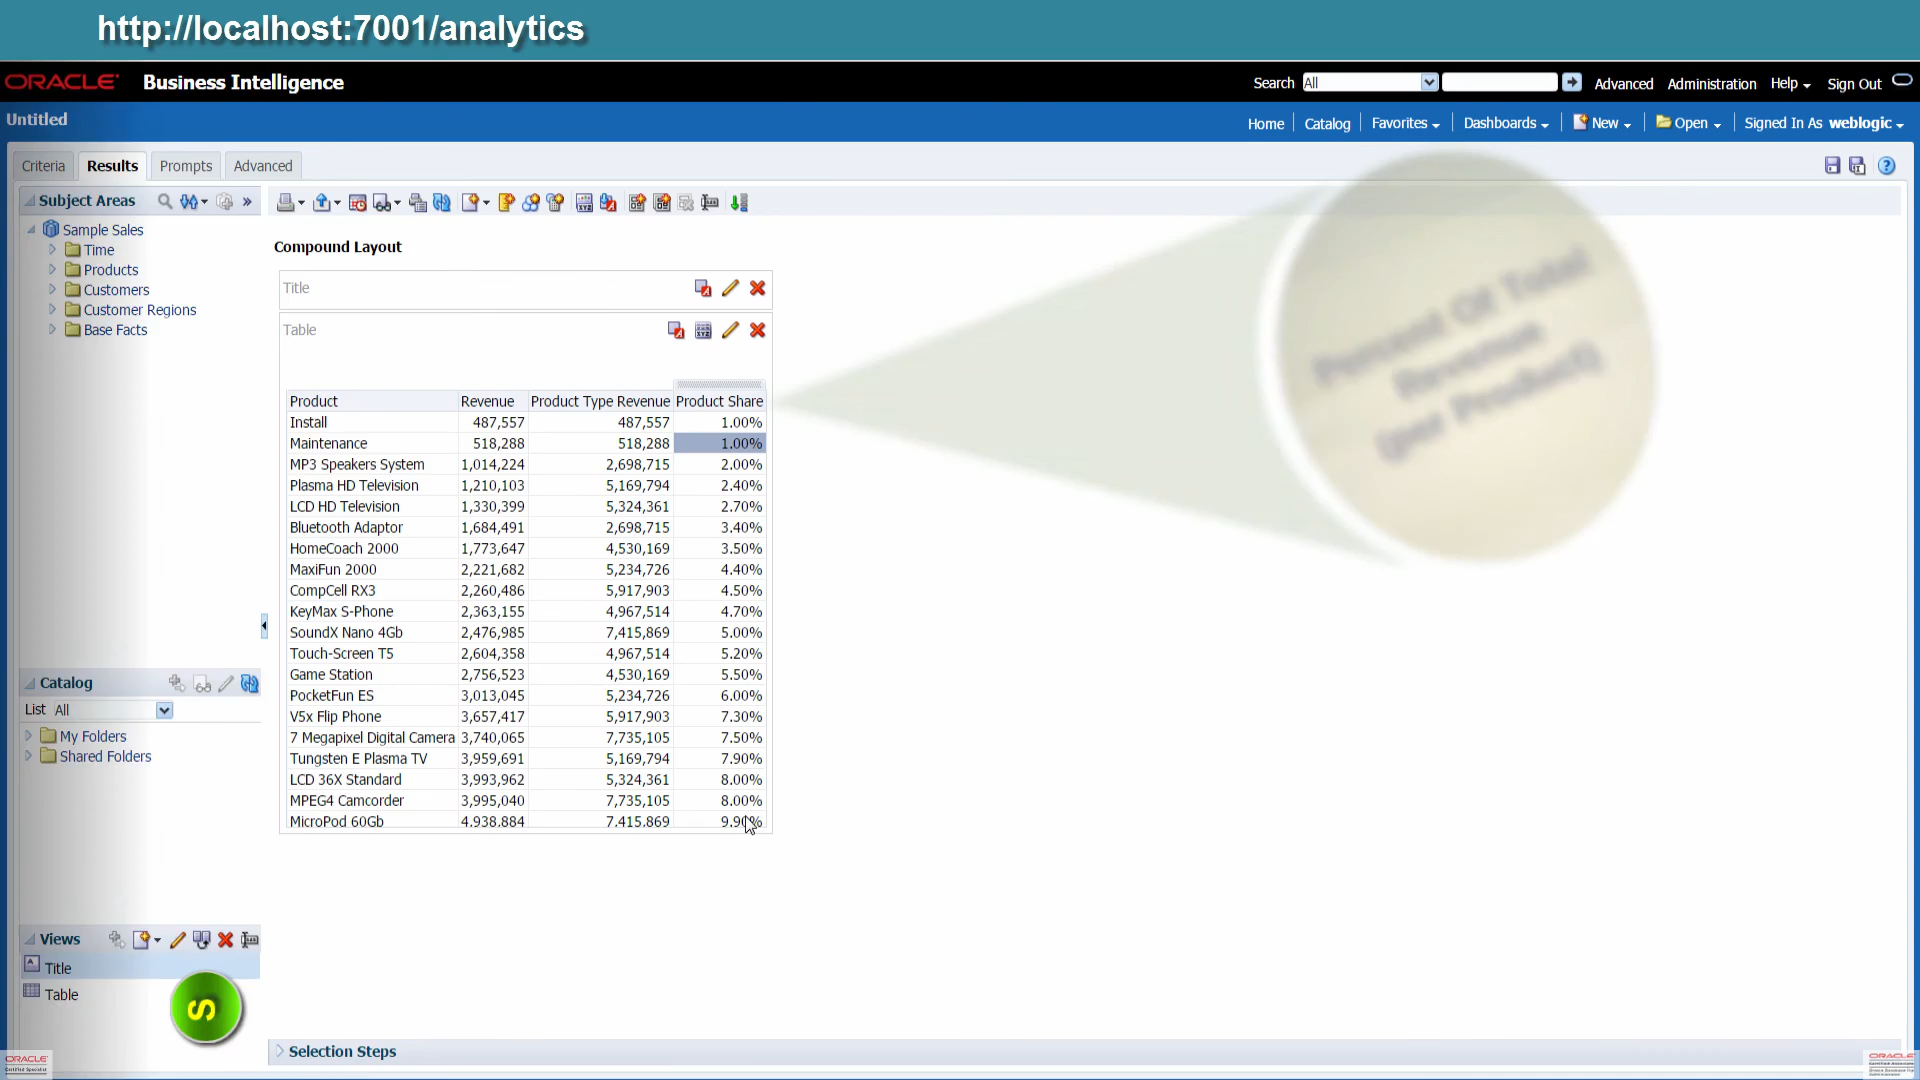 http://localhost:7001/analytics
ORACLE Business Intelligence Search All Advanced Administration Help Sign Out
Untitled Home Catalog Favorites Dashboards New Open Signed In As weblogic
Criteria Results Prompts Advanced
Subject Areas
Sample Sales
Time
Products
Customers
Customer Regions
Base Facts
Catalog
List All
My Folders
Shared Folders
Views
Title
Table
S
Compound Layout
Title
Table
Product Revenue Product Type Revenue Product Share
Install 487,557 487,557 1.00%
Maintenance 518,288 518,288 1.00%
MP3 Speakers System 1,014,224 2,698,715 2.00%
Plasma HD Television 1,210,103 5,169,794 2.40%
LCD HD Television 1,330,399 5,324,361 2.70%
Bluetooth Adaptor 1,684,491 2,698,715 3.40%
HomeCoach 2000 1,773,647 4,530,169 3.50%
MaxiFun 2000 2,221,682 5,234,726 4.40%
CompCell RX3 2,260,486 5,917,903 4.50%
KeyMax S-Phone 2,363,155 4,967,514 4.70%
SoundX Nano 4Gb 2,476,985 7,415,869 5.00%
Touch-Screen T5 2,604,358 4,967,514 5.20%
Game Station 2,756,523 4,530,169 5.50%
PocketFun ES 3,013,045 5,234,726 6.00%
V5x Flip Phone 3,657,417 5,917,903 7.30%
7 Megapixel Digital Camera 3,740,065 7,735,105 7.50%
Tungsten E Plasma TV 3,959,691 5,169,794 7.90%
LCD 36X Standard 3,993,962 5,324,361 8.00%
MPEG4 Camcorder 3,995,040 7,735,105 8.00%
MicroPod 60Gb 4,938,884 7,415,869 9.90%
Percent Of Total
Revenue
(per Product)
Selection Steps
ORACLE
Certified Specialist
ORACLE